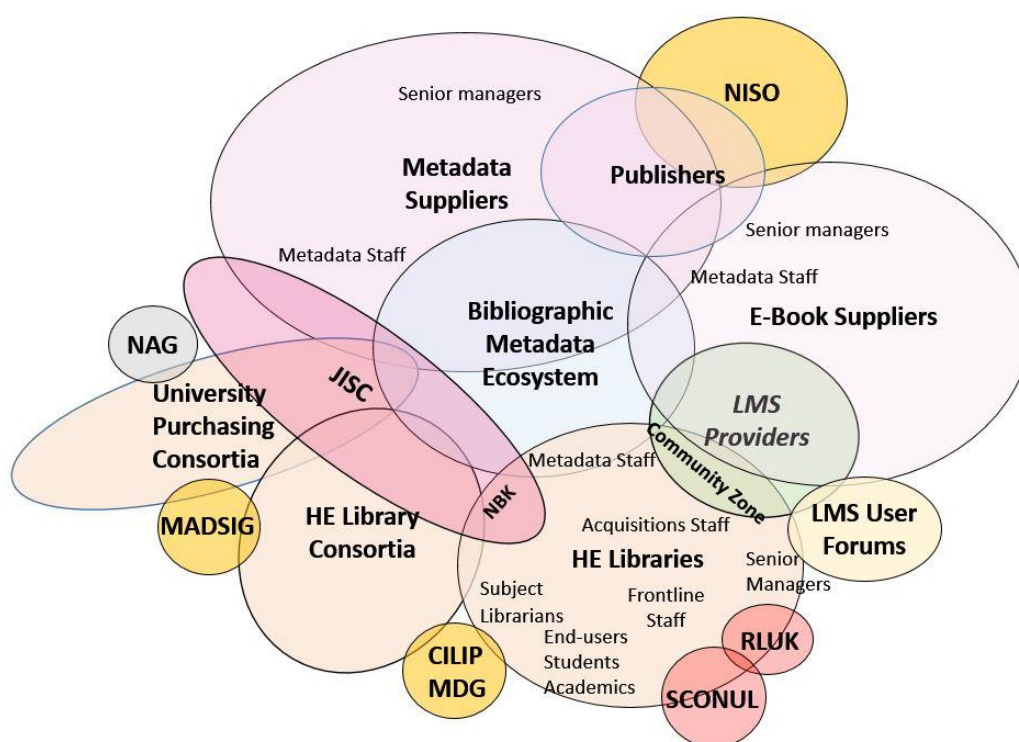 Senior managers
NISO
Metadata
Suppliers
Publishers
Senior managers
Metadata Staff
Metadata Staff
Bibliographic
Metadata
Ecosystem
E-Book Suppliers
NAG
JISC
University
Purchasing
Consortia
LMS
Providers
Community Zone
Metadata Staff
NBK
MADSIG
HE Library
Consortia
Acquisitions Staff
LMS User
Forums
HE Libraries
Senior
Managers
Subject
Librarians
Frontline
Staff
End-users
Students
Academics
RLUK
CILIP
MDG
SCONUL